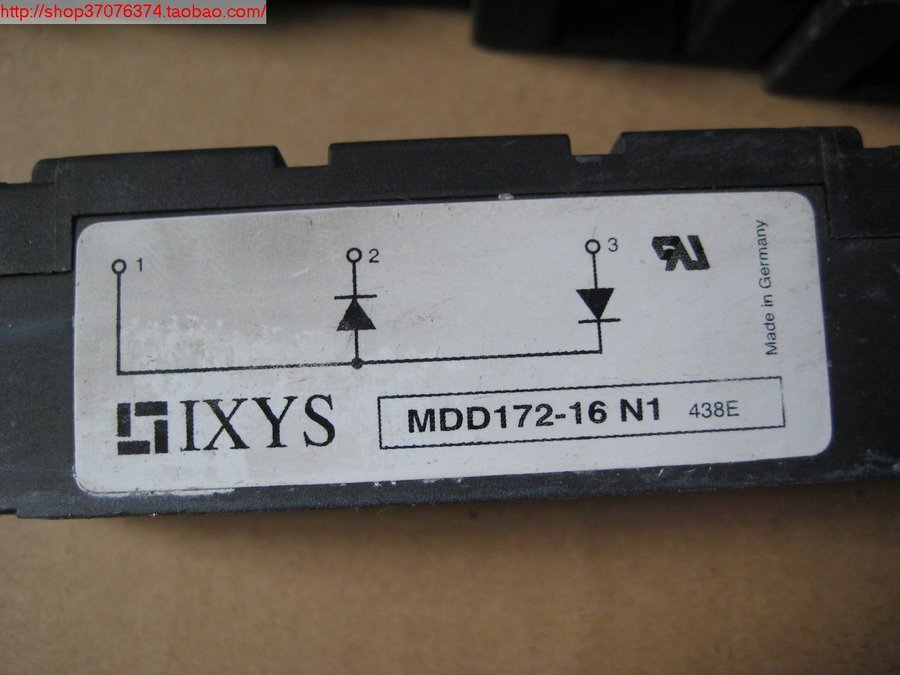 http://shop37076374.taobao.com/
1
2
3
Made in Germany
IXYS
MDD172-16 N1 438E